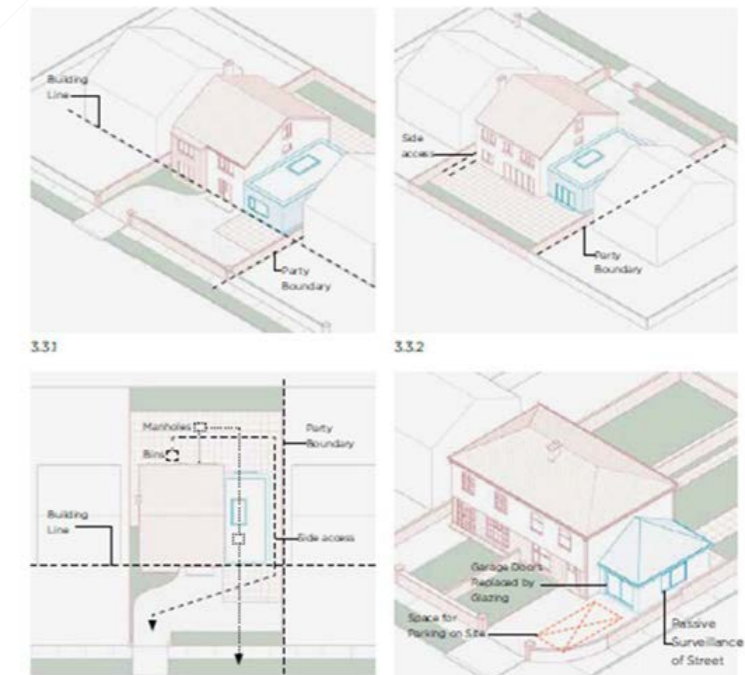 Building
Line
Party
Boundary
3.3.1
Side
access
Party
Boundary
3.3.2
Manholes
Bins
Party
Boundary
Building
Line
Side access
Garage Doors
Replaced by
Glazing
Space for
Parking on Site
Passive
Surveillance
of Street